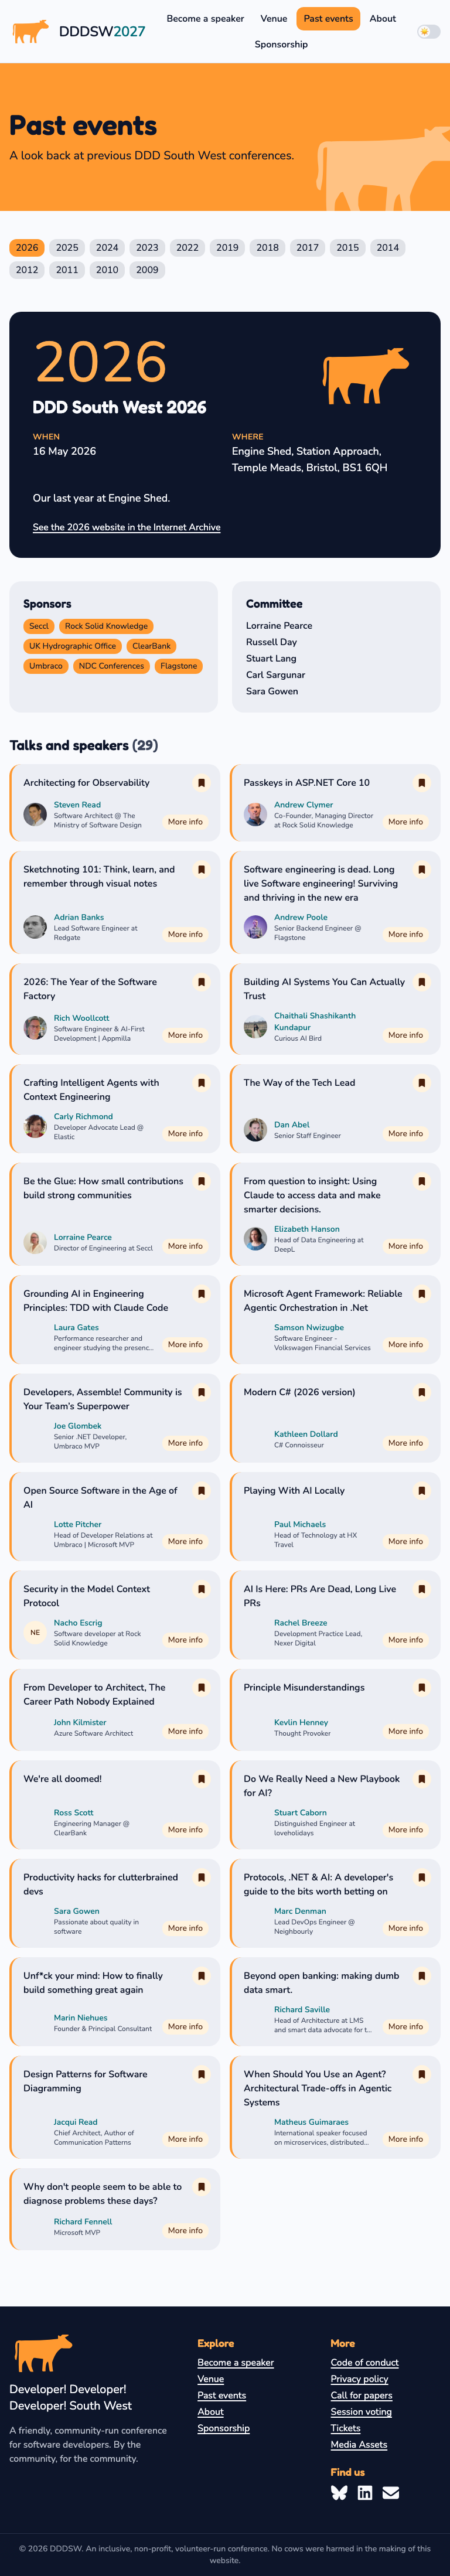 DDDSW2027
Become a speaker
Venue
Past events
About
Sponsorship
Past events
A look back at previous DDD South West conferences.
2026 2025 2024 2023 2022 2019 2018 2017 2015 2014
2012 2011 2010 2009
2026
DDD South West 2026
WHEN
16 May 2026
WHERE
Engine Shed, Station Approach,
Temple Meads, Bristol, BS1 6QH
Our last year at Engine Shed.
See the 2026 website in the Internet Archive
Sponsors
Seccl Rock Solid Knowledge
UK Hydrographic Office ClearBank
Umbraco NDC Conferences Flagstone
Committee
Lorraine Pearce
Russell Day
Stuart Lang
Carl Sargunar
Sara Gowen
Talks and speakers (29)
Architecting for Observability
Steven Read
Software Architect @ The
Ministry of Software Design
More info
Passkeys in ASP.NET Core 10
Andrew Clymer
Co-Founder, Managing Director
at Rock Solid Knowledge
More info
Sketchnoting 101: Think, learn, and
remember through visual notes
Adrian Banks
Lead Software Engineer at
Redgate
More info
Software engineering is dead. Long
live Software engineering! Surviving
and thriving in the new era
Andrew Poole
Senior Backend Engineer @
Flagstone
More info
2026: The Year of the Software
Factory
Rich Woollcott
Software Engineer & AI-First
Development | Appmilla
More info
Building AI Systems You Can Actually
Trust
Chaithali Shashikanth
Kundapur
Curious AI Bird
More info
Crafting Intelligent Agents with
Context Engineering
Carly Richmond
Developer Advocate Lead @
Elastic
More info
The Way of the Tech Lead
Dan Abel
Senior Staff Engineer
More info
Be the Glue: How small contributions
build strong communities
Lorraine Pearce
Director of Engineering at Seccl
More info
From question to insight: Using
Claude to access data and make
smarter decisions.
Elizabeth Hanson
Head of Data Engineering at
DeepL
More info
Grounding AI in Engineering
Principles: TDD with Claude Code
Laura Gates
Performance researcher and
engineer studying the presenc...
More info
Microsoft Agent Framework: Reliable
Agentic Orchestration in .Net
Samson Nwizugbe
Software Engineer -
Volkswagen Financial Services
More info
Developers, Assemble! Community is
Your Team's Superpower
Joe Glombek
Senior .NET Developer,
Umbraco MVP
More info
Modern C# (2026 version)
Kathleen Dollard
C# Connoisseur
More info
Open Source Software in the Age of
AI
Lotte Pitcher
Head of Developer Relations at
Umbraco | Microsoft MVP
More info
Playing With AI Locally
Paul Michaels
Head of Technology at HX
Travel
More info
Security in the Model Context
Protocol
NE
Nacho Escrig
Software developer at Rock
Solid Knowledge
More info
AI Is Here: PRs Are Dead, Long Live
PRs
Rachel Breeze
Development Practice Lead,
Nexer Digital
More info
From Developer to Architect, The
Career Path Nobody Explained
John Kilmister
Azure Software Architect
More info
Principle Misunderstandings
Kevlin Henney
Thought Provoker
More info
We're all doomed!
Ross Scott
Engineering Manager @
ClearBank
More info
Do We Really Need a New Playbook
for AI?
Stuart Caborn
Distinguished Engineer at
loveholidays
More info
Productivity hacks for clutterbrained
devs
Sara Gowen
Passionate about quality in
software
More info
Protocols, .NET & AI: A developer's
guide to the bits worth betting on
Marc Denman
Lead DevOps Engineer @
Neighbourly
More info
Unf*ck your mind: How to finally
build something great again
Marin Niehues
Founder & Principal Consultant
More info
Beyond open banking: making dumb
data smart.
Richard Saville
Head of Architecture at LMS
and smart data advocate for t...
More info
Design Patterns for Software
Diagramming
Jacqui Read
Chief Architect, Author of
Communication Patterns
More info
When Should You Use an Agent?
Architectural Trade-offs in Agentic
Systems
Matheus Guimaraes
International speaker focused
on microservices, distributed...
More info
Why don't people seem to be able to
diagnose problems these days?
Richard Fennell
Microsoft MVP
More info
Developer! Developer!
Developer! South West
A friendly, community-run conference
for software developers. By the
community, for the community.
Explore
Become a speaker
Venue
Past events
About
Sponsorship
More
Code of conduct
Privacy policy
Call for papers
Session voting
Tickets
Media Assets
Find us
© 2026 DDDSW. An inclusive, non-profit, volunteer-run conference. No cows were harmed in the making of this
website.